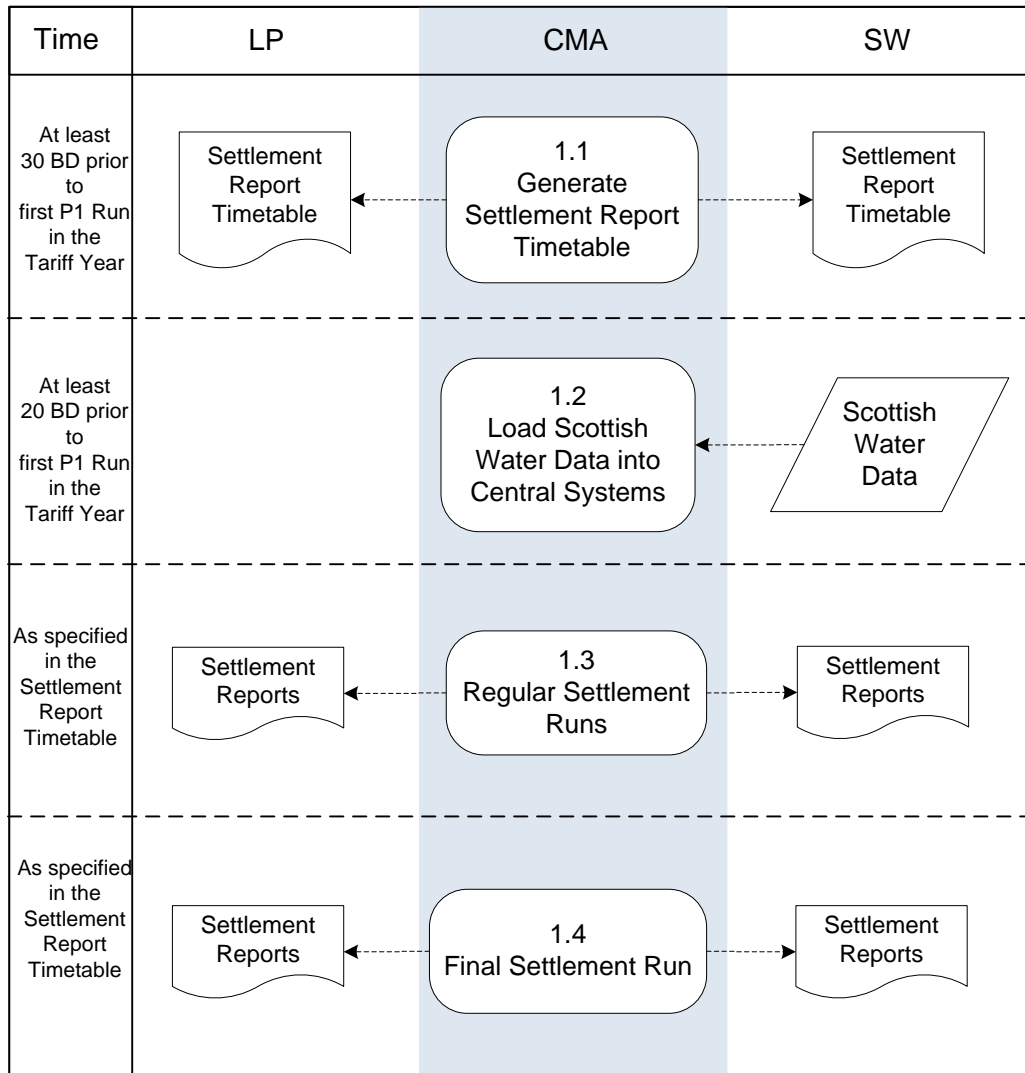 Time
LP
CMA
SW
At least
30 BD prior
to
first P1 Run
in the
Tariff Year
Settlement
Report
Timetable
1.1
Generate
Settlement Report
Timetable
Settlement
Report
Timetable
At least
20 BD prior
to
first P1 Run
in the
Tariff Year
1.2
Load Scottish
Water Data into
Central Systems
Scottish
Water
Data
As specified
in the
Settlement
Report
Timetable
Settlement
Reports
1.3
Regular Settlement
Runs
Settlement
Reports
As specified
in the
Settlement
Report
Timetable
Settlement
Reports
1.4
Final Settlement Run
Settlement
Reports